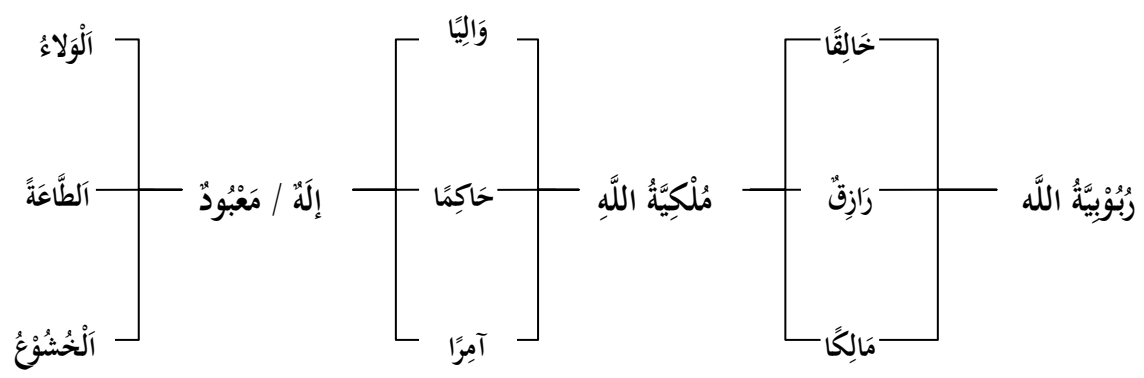 رُبُوْبِيَّةُ اللَّه
خَالِقًا
رَازِقٌ
مَالِكًا
مُلْكِيَّةُ اللَّهِ
وَالِيًا
حَاكِمًا
آمِرًا
إِلَهٌ / مَعْبُودٌ
اَلْوَلاءُ
اَلطَّاعَةً
اَلْخُشُوْعُ